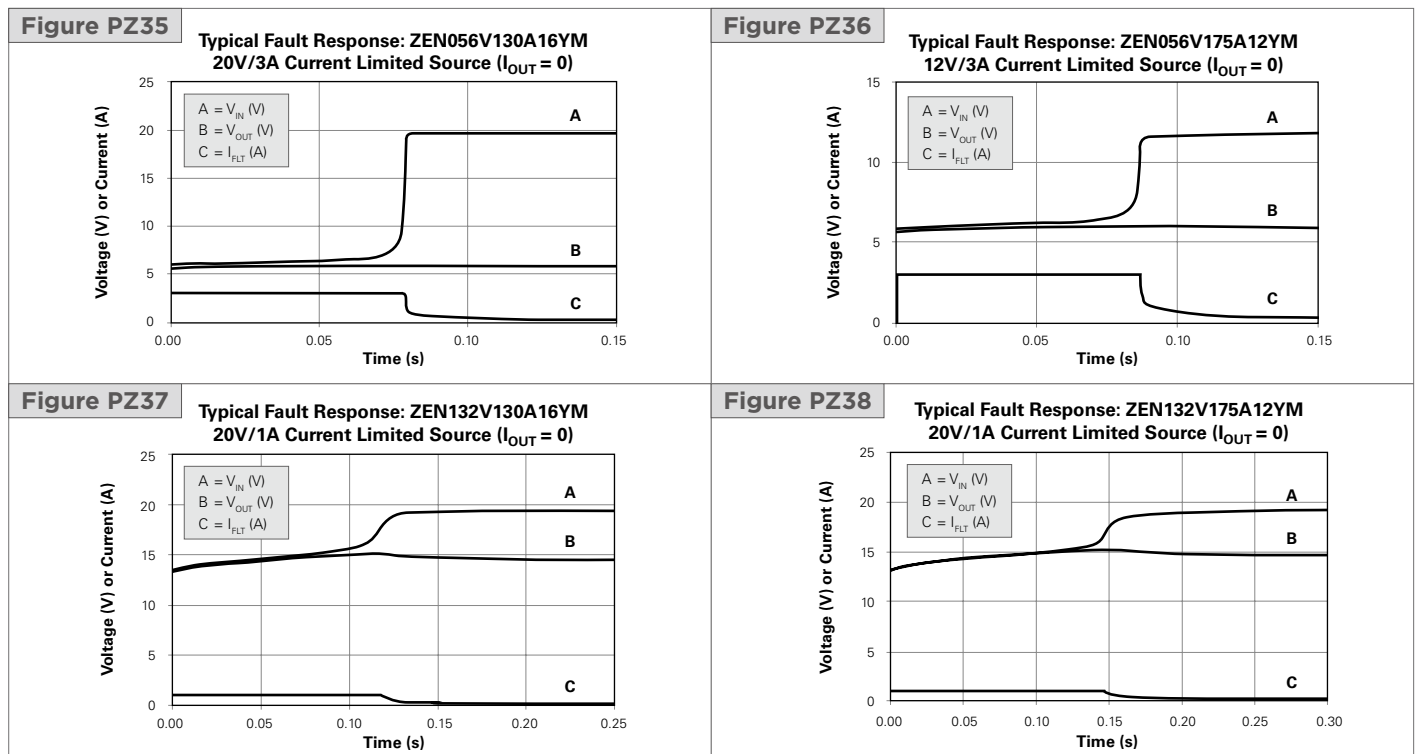 Figure PZ35
Typical Fault Response: ZEN056V130A16YM
20V/3A Current Limited Source (IOUT = 0)
Voltage (V) or Current (A)
25
20
15
10
5
0
A = VIN (V)
B = VOUT (V)
C = IFLT (A)
A
B
C
0.00
0.05
0.10
0.15
Time (s)
Figure PZ36
Typical Fault Response: ZEN056V175A12YM
12V/3A Current Limited Source (IOUT = 0)
Voltage (V) or Current (A)
15
10
5
0
A = VIN (V)
B = VOUT (V)
C = IFLT (A)
A
B
C
0.00
0.05
0.10
0.15
Time (s)
Figure PZ37
Typical Fault Response: ZEN132V130A16YM
20V/1A Current Limited Source (IOUT = 0)
Voltage (V) or Current (A)
25
20
15
10
5
0
A = VIN (V)
B = VOUT (V)
C = IFLT (A)
A
B
C
0.00
0.05
0.10
0.15
0.20
0.25
Time (s)
Figure PZ38
Typical Fault Response: ZEN132V175A12YM
20V/1A Current Limited Source (IOUT = 0)
Voltage (V) or Current (A)
25
20
15
10
5
0
A = VIN (V)
B = VOUT (V)
C = IFLT (A)
A
B
C
0.00
0.05
0.10
0.15
0.20
0.25
0.30
Time (s)